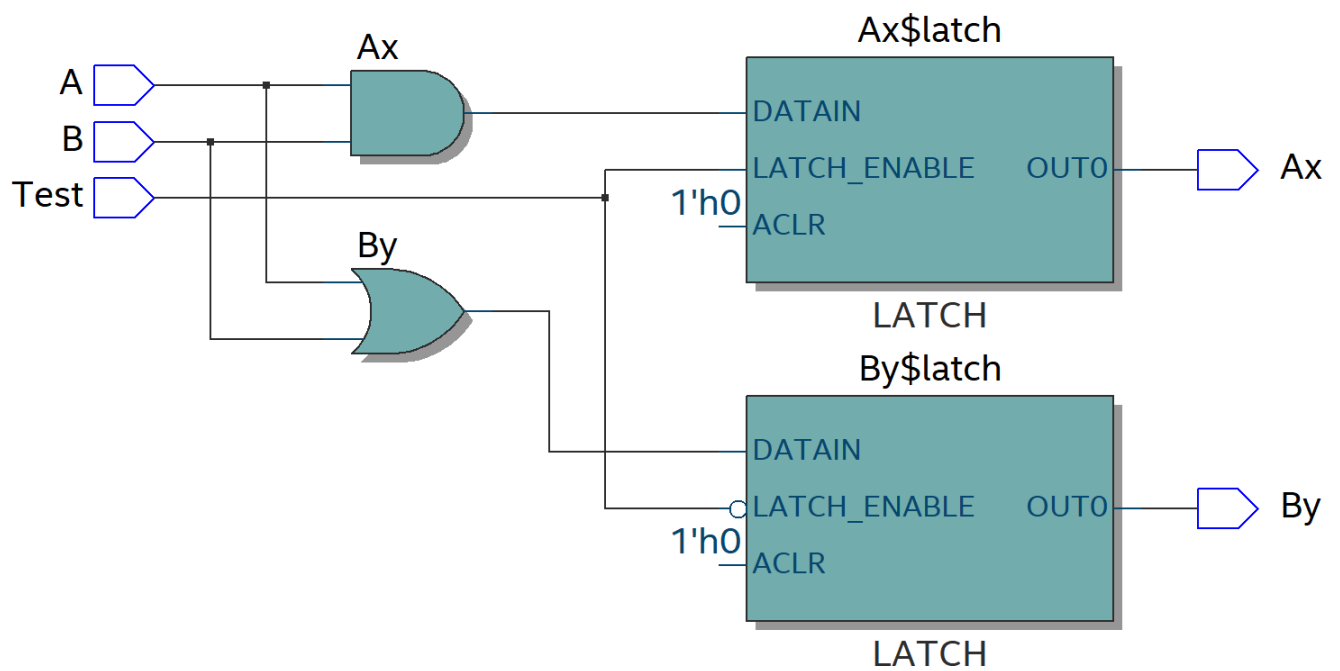 Ax$latch
Ax
A
DATAIN
B
LATCH_ENABLE
OUT0
Ax
Test
1'h0
ACLR
By
LATCH
By$latch
DATAIN
LATCH_ENABLE
OUT0
By
1'h0
ACLR
LATCH